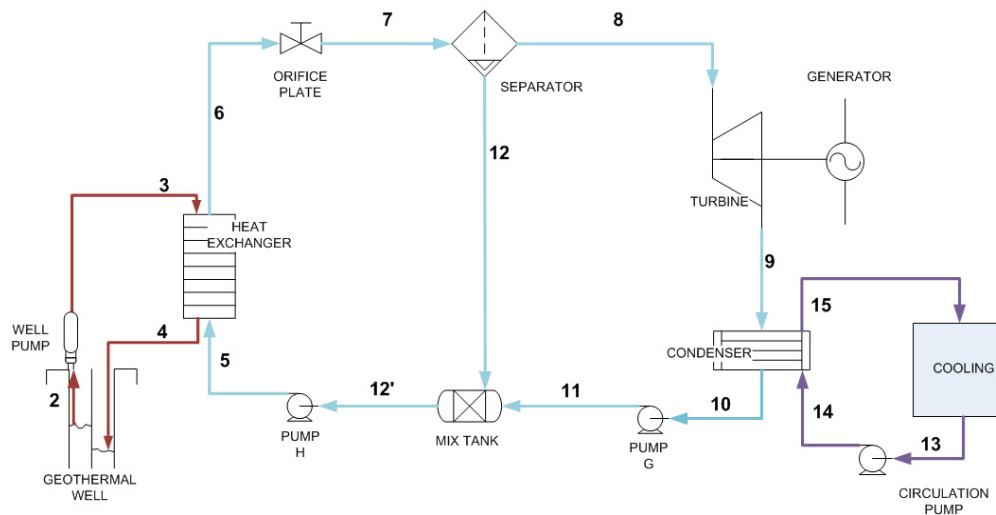 7
8
ORIFICE
PLATE
SEPARATOR
GENERATOR
6
12
3
TURBINE
HEAT
EXCHANGER
9
15
WELL
PUMP
4
5
CONDENSER
COOLING
2
12'
11
10
14
13
PUMP
H
MIX TANK
PUMP
G
GEOTHERMAL
WELL
CIRCULATION
PUMP